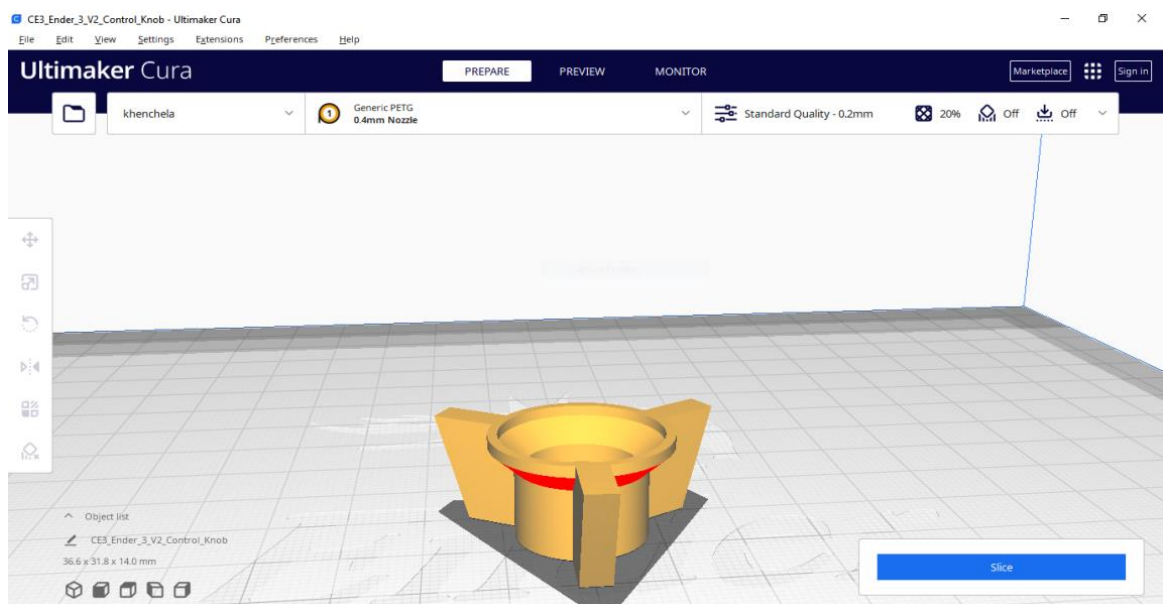 CE3_Ender_3_V2_Control_Knob - Ultimaker Cura
File Edit View Settings Extensions Preferences Help
Ultimaker Cura
PREPARE PREVIEW MONITOR
Marketplace Sign in
khenchela
1
Generic PETG
0.4mm Nozzle
Standard Quality - 0.2mm
20%
Off
Off
Object list
CE3_Ender_3_V2_Control_Knob
36.6 x 31.8 x 14.0 mm
Slice